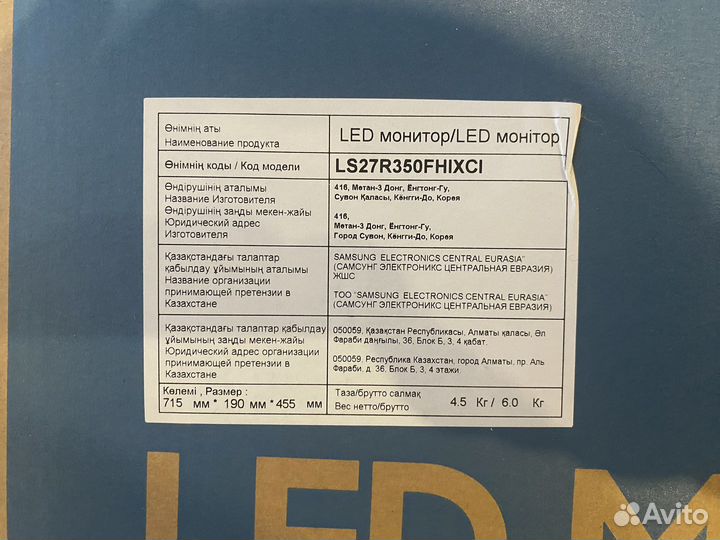 Өнімнің аты
Наименование продукта
LED монитор/LED монітор
Өнімнің коды / Код модели
LS27R350FHIXCI
Өндірушінің аталымы
Название Изготовителя
Өндірушінің заңды мекен-жайы
Юридический адрес
Изготовителя
416, Метан-3 Донг, Ёнгтонг-Гу,
Сувон Қаласы, Кёнгги-До, Корея
416,
Метан-3 Донг, Ёнгтонг-Гу,
Город Сувон, Кёнгги-До, Корея
Қазақстандағы талаптар
қабылдау ұйымының аталымы
Название организации
принимающей претензии в
Казахстане
SAMSUNG ELECTRONICS CENTRAL EURASIA"
(САМСУНГ ЭЛЕКТРОНИКС ЦЕНТРАЛЬНАЯ ЕВРАЗИЯ)
ЖШС
ТОО "SAMSUNG ELECTRONICS CENTRAL EURASIA"
(САМСУНГ ЭЛЕКТРОНИКС ЦЕНТРАЛЬНАЯ ЕВРАЗИЯ)
Қазақстандағы талаптар қабылдау
ұйымының заңды мекен-жайы
Юридический адрес организации
принимающей претензии в
Казахстане
050059, Қазақстан Республикасы, Алматы қаласы, Әл
Фараби даңғылы, 36, Блок Б, 3, 4 қабат.
050059, Республика Казахстан, город Алматы, пр. Аль
Фараби, д. 36, Блок Б, 3, 4 этажи.
Көлемі , Размер :
715 мм * 190 мм * 455 мм
Таза/брутто салмақ
Вес нетто/брутто
4.5 Кг / 6.0 Кг
LED M
Avito